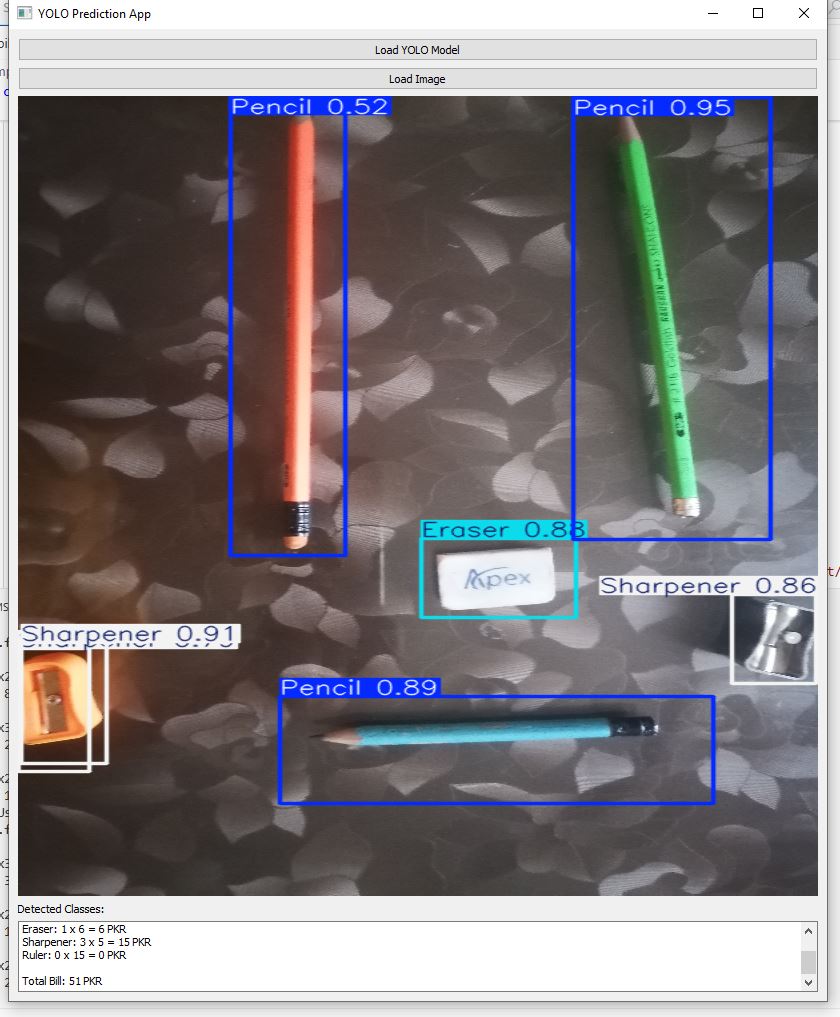 YOLO Prediction App
Load YOLO Model
Load Image
Pencil 0.52
Pencil 0.95
Eraser 0.88
Apex
Sharpener 0.86
Sharpener 0.91
Pencil 0.89
Detected Classes:
Eraser: 1 x 6 = 6 PKR
Sharpener: 3 x 5 = 15 PKR
Ruler: 0 x 15 = 0 PKR
Total Bill: 51 PKR